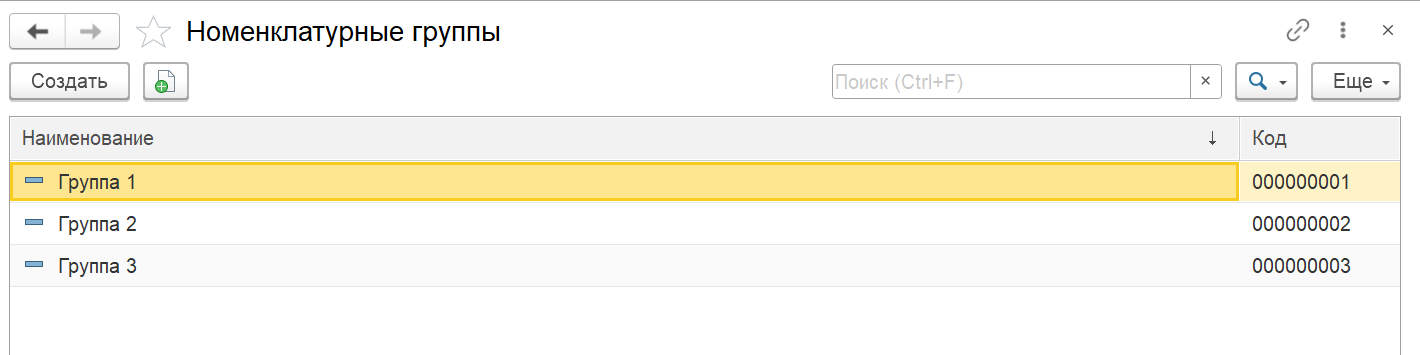 Номенклатурные группы
Создать
Поиск (Ctrl+F)
×
Еще
Наименование ↓ Код
Группа 1 000000001
Группа 2 000000002
Группа 3 000000003